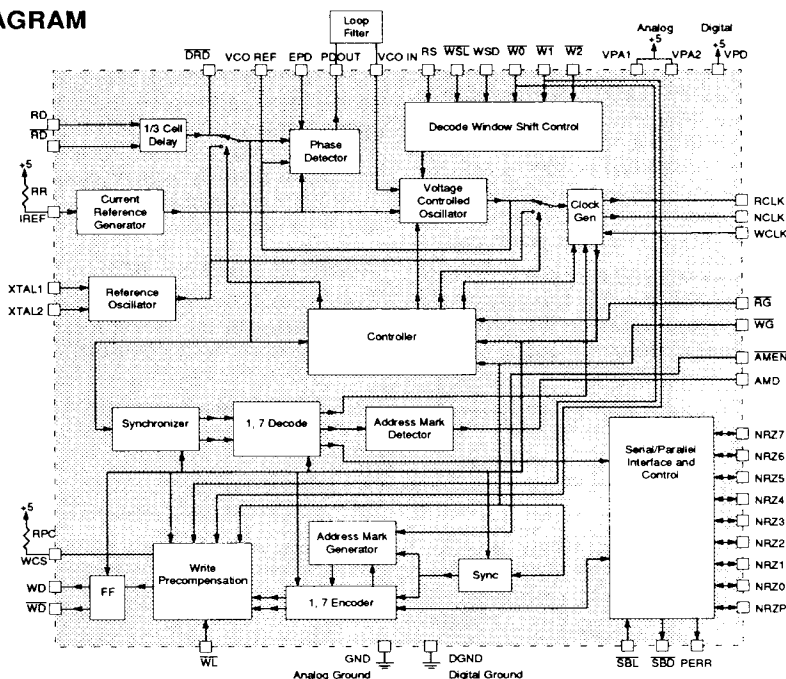 AGRAM
Loop
Filter
Analog
Digital
+5
+5
DRD
VCO REF
EPD
PDOUT
VCO IN
RS
WSL
WSD
W0
W1
W2
VPA1
VPA2
VPD
RD
RD
1/3 Cell
Delay
Phase
Detector
Decode Window Shift Control
+5
RR
IREF
Current
Reference
Generator
Voltage
Controlled
Oscillator
Clock
Gen
RCLK
NCLK
WCLK
XTAL1
XTAL2
Reference
Oscillator
Controller
RG
WG
AMEN
AMD
Synchronizer
1, 7 Decode
Address Mark
Detector
Serial/Parallel
Interface and
Control
NRZ7
NRZ6
NRZ5
NRZ4
NRZ3
NRZ2
NRZ1
NRZ0
NRZP
+5
RPC
WCS
WD
WD
FF
Write
Precompensation
Address Mark
Generator
1, 7 Encoder
Sync
WL
GND
Analog Ground
DGND
Digital Ground
SBL
SBD
PERR